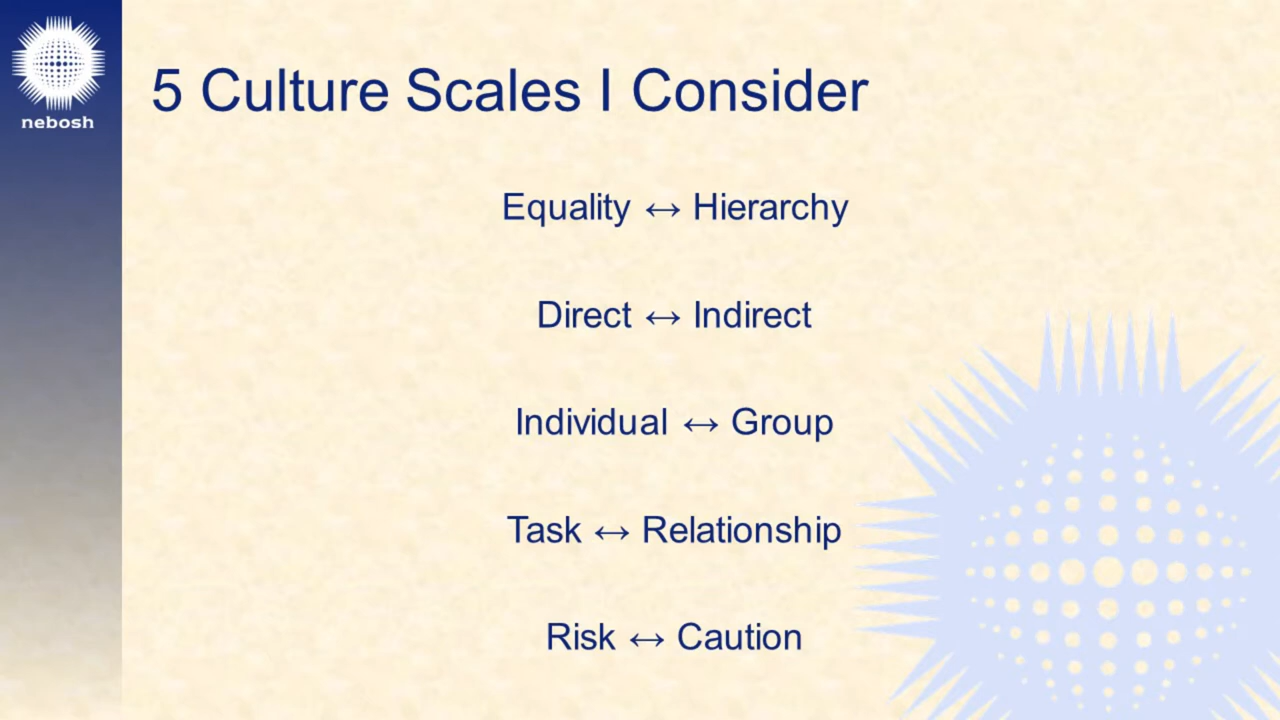 nebosh
5 Culture Scales I Consider
Equality ↔ Hierarchy
Direct ↔ Indirect
Individual ↔ Group
Task ↔ Relationship
Risk ↔ Caution